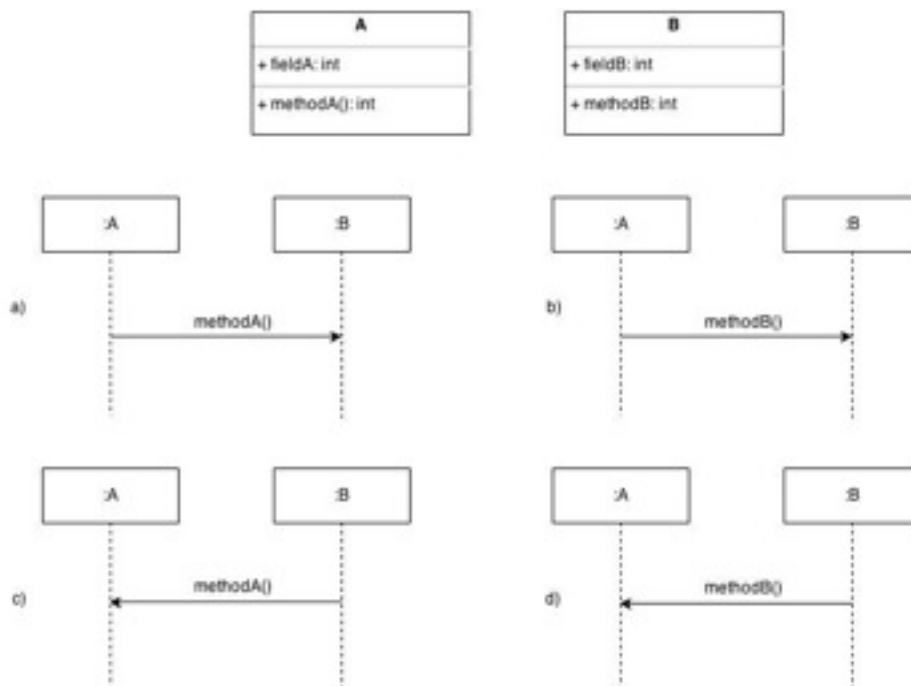 A
+ fieldA: int
+ methodA(): int
B
+ fieldB: int
+ methodB: int
:A
:B
a)
methodA()
:A
:B
b)
methodB()
:A
:B
c)
methodA()
:A
:B
d)
methodB()